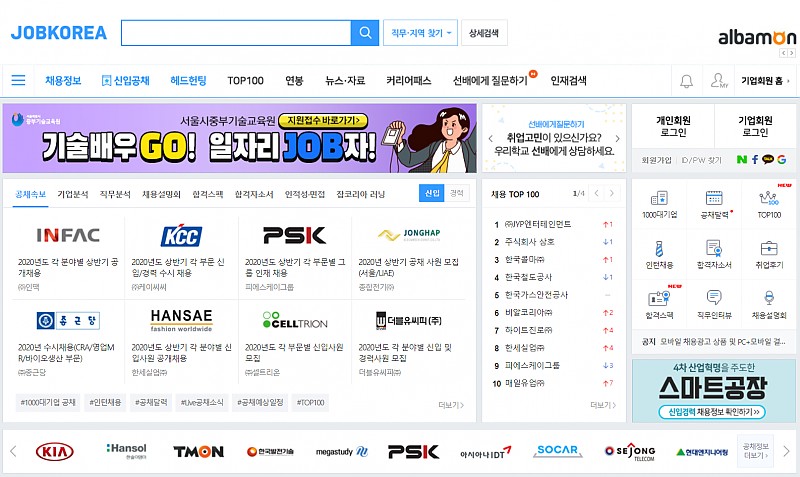 JOBKOREA
직무·지역 찾기
상세검색
albamon
채용정보
신입공채
헤드헌팅
TOP100
연봉
뉴스·자료
커리어패스
선배에게 질문하기
인재검색
MY
기업회원 홈
서울시중부기술교육원 지원접수 바로가기>
중부기술교육원
기술배우GO! 일자리JOB자!
선배에게질문하기
취업고민이 있으신가요?
우리학교 선배에게 상담하세요.
개인회원
로그인
기업회원
로그인
회원가입 ID/PW 찾기
N f TALK G
공채속보 기업분석 직무분석 채용설명회 합격스펙 합격자소서 인적성·면접 잡코리아 러닝
신입 경력
INFAC
2020년도 각 분야별 상반기 공
개채용
㈜인팩
KCC
2020년도 상반기 각 부문 신
입/경력 수시 채용
㈜케이씨씨
PSK
2020년도 상반기 각 부문별 그
룹 인재 채용
피에스케이그룹
JONGHAP
2020년도 상반기 공채 사원 모집
(서울/UAE)
종합전기㈜
종근당
2020년 수시채용(CRA/영업M
R/바이오생산 부문)
㈜종근당
HANSAE
fashion worldwide
2020년도 상반기 각 분야별 신
입사원 공개채용
한세실업㈜
CELLTRION
2020년도 각 부문별 신입사원
모집
㈜셀트리온
더블유씨피(주)
2020년도 각 분야별 신입 및
경력사원 모집
더블유씨피㈜
#1000대기업 공채 #인턴채용 #공채달력 #Live공채소식 #공채예상일정 #TOP100
더보기>
채용 TOP 100
1/4
1 ㈜JYP엔터테인먼트 ↑1
2 주식회사 삼호 ↓1
3 한국콜마㈜ ↑1
4 한국철도공사 ↓1
5 한국가스안전공사 –
6 비알코리아㈜ ↑2
7 하이트진로㈜ ↑4
8 한세실업㈜ ↑4
9 피에스케이그룹 ↓3
10 매일유업㈜ ↑7
더보기>
1000대기업
공채달력
NEW
100
TOP100
인턴채용
합격자소서
취업후기
NEW
합격스펙
직무인터뷰
채용설명회
공지 모바일 채용광고 상품 및 PC+모바일 결...
4차 산업혁명을 주도한
스마트공장
신입경력 채용정보 확인하기>>
KIA
Hansol
한솔이엠이
TMON
한국발전기술
megastudy
PSK
아시아나IDT
SOCAR
SEJONG
TELECOM
현대엔지니어링
공채정보
더보기 >